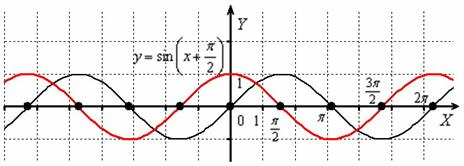 Y
y = sin(x + π/2)
1
0 1 π/2 π 3π/2 2π X